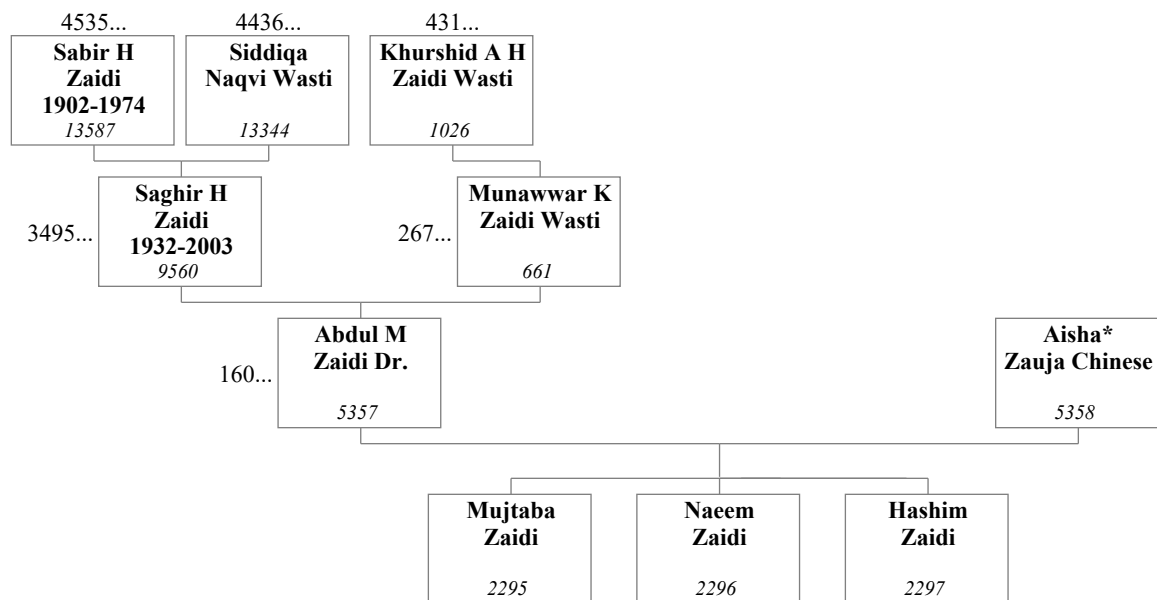 4535...
4436...
431...
Sabir H
Zaidi
1902-1974
13587
Siddiqa
Naqvi Wasti
13344
Khurshid A H
Zaidi Wasti
1026
3495...
Saghir H
Zaidi
1932-2003
9560
267...
Munawwar K
Zaidi Wasti
661
160...
Abdul M
Zaidi Dr.
5357
Aisha*
Zauja Chinese
5358
Mujtaba
Zaidi
2295
Naeem
Zaidi
2296
Hashim
Zaidi
2297